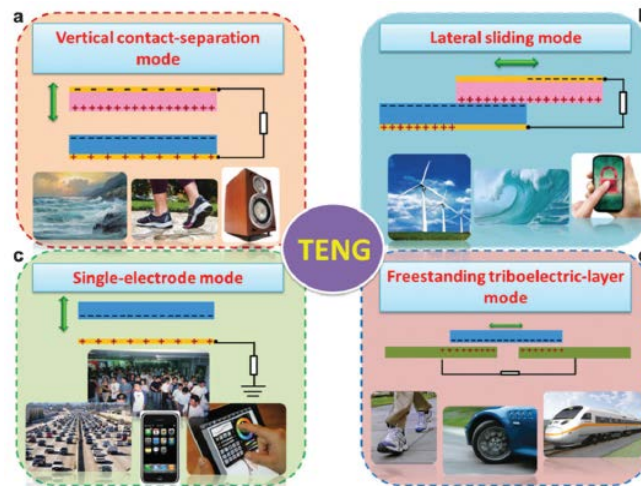 a
Vertical contact-separation
mode
Lateral sliding mode
TENG
c
Single-electrode mode
Freestanding triboelectric-layer
mode